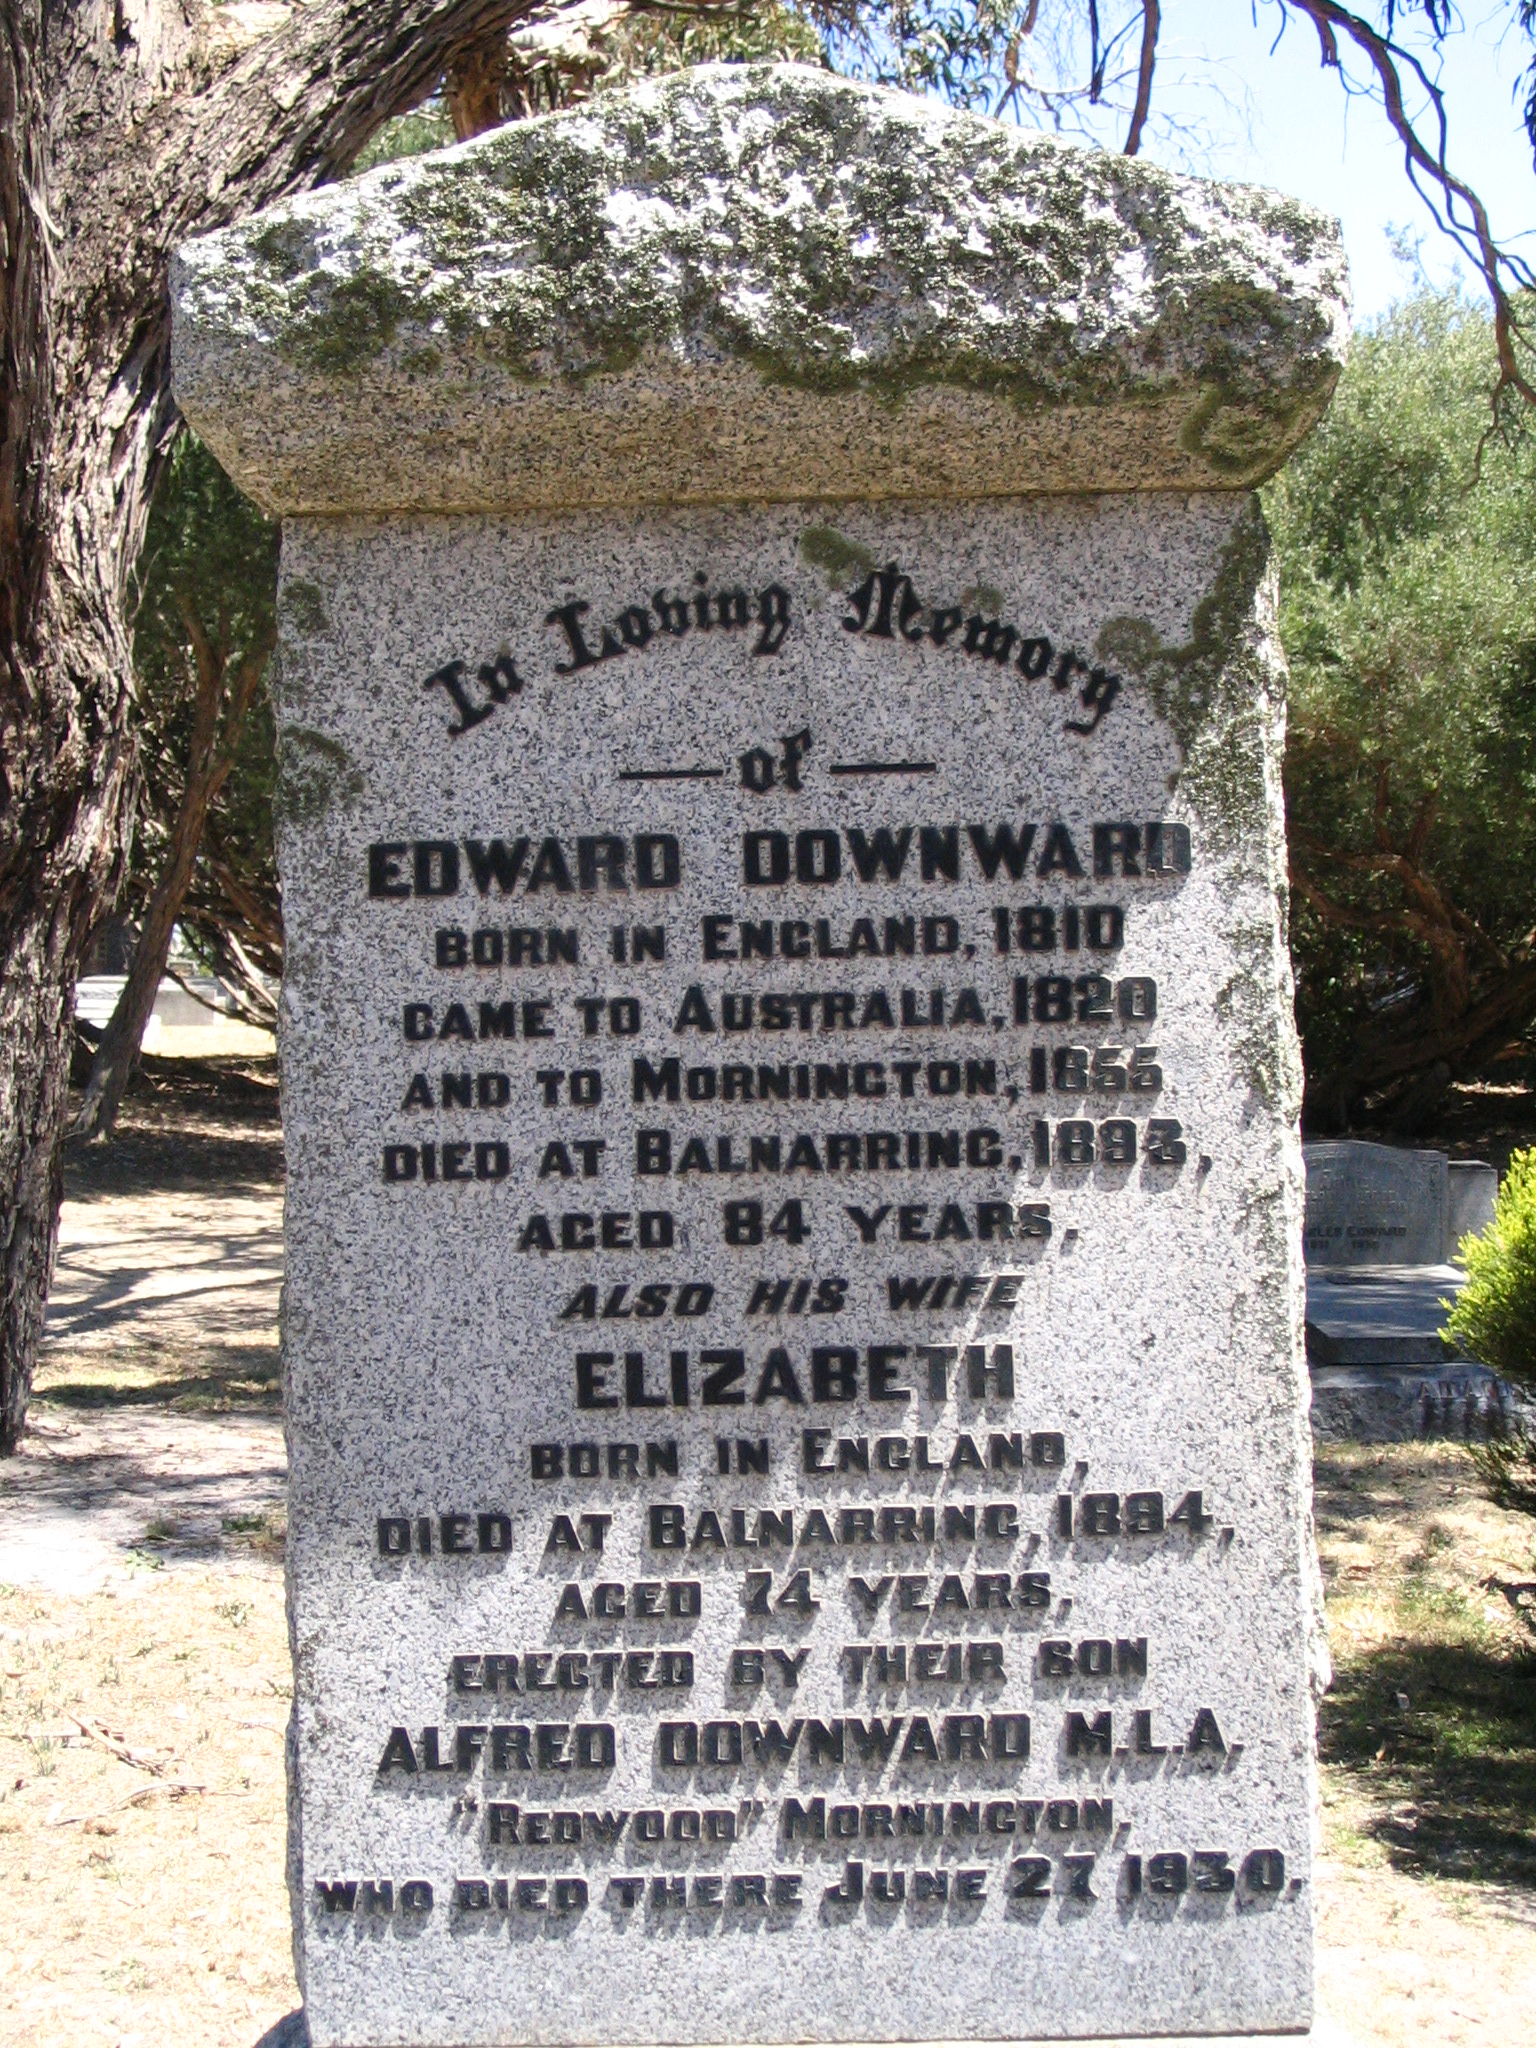 In Loving Memory
of
EDWARD DOWNWARD
BORN IN ENGLAND, 1810
CAME TO AUSTRALIA, 1820
AND TO MORNINGTON, 1855
DIED AT BALNARRING, 1893,
AGED 84 YEARS.
ALSO HIS WIFE
ELIZABETH
BORN IN ENGLAND,
DIED AT BALNARRING, 1894,
AGED 74 YEARS.
ERECTED BY THEIR SON
ALFRED DOWNWARD M.L.A.
"REDWOOD" MORNINGTON,
WHO DIED THERE JUNE 27 1930.
EDWARD